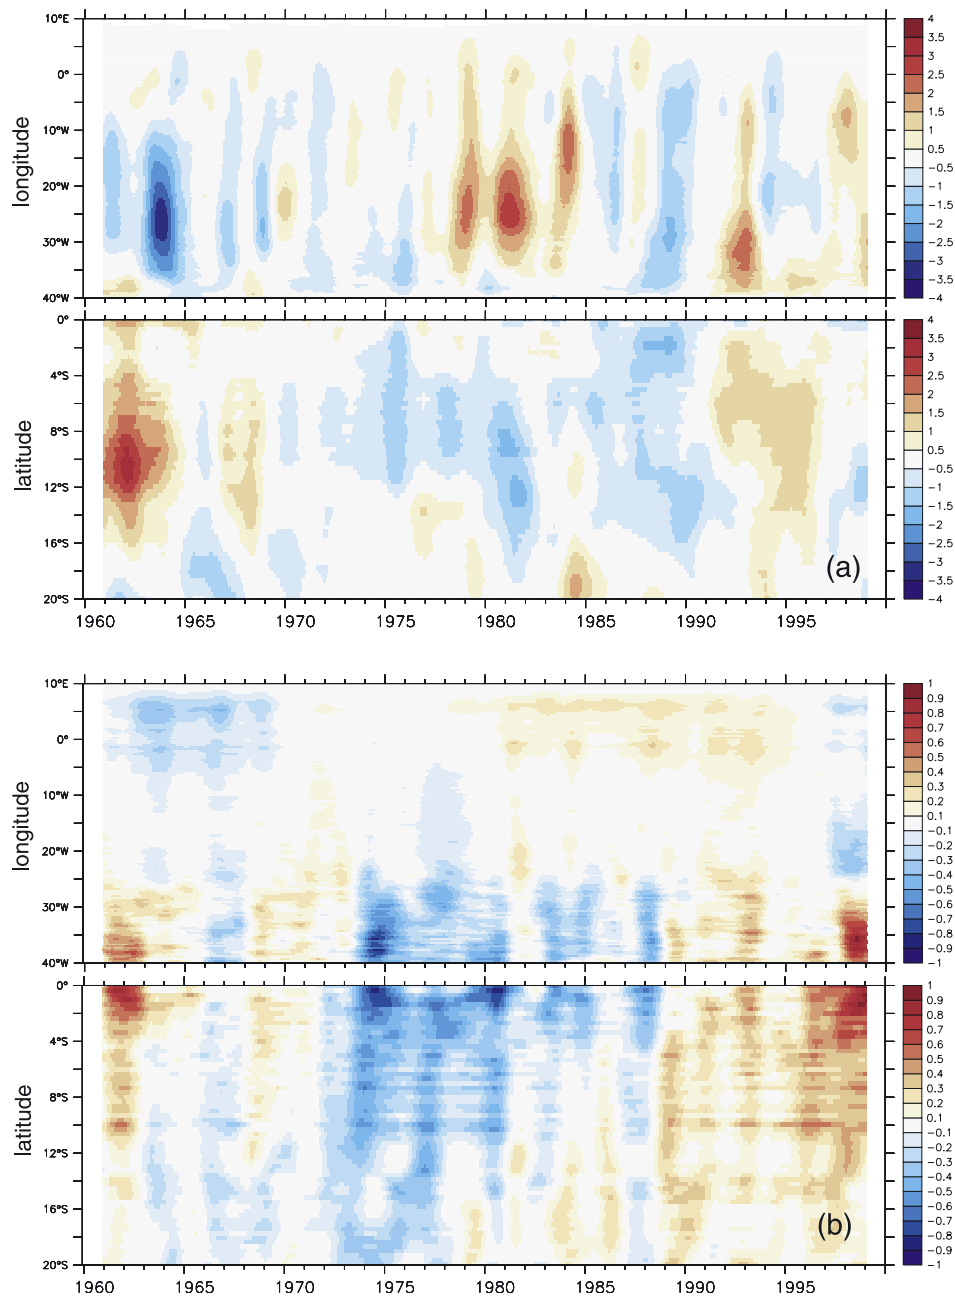 10°E
0°
10°W
20°W
30°W
40°W
longitude
4
3.5
3
2.5
2
1.5
1
0.5
−0.5
−1
−1.5
−2
−2.5
−3
−3.5
−4
0°
4°S
8°S
12°S
16°S
20°S
latitude
(a)
4
3.5
3
2.5
2
1.5
1
0.5
−0.5
−1
−1.5
−2
−2.5
−3
−3.5
−4
1960 1965 1970 1975 1980 1985 1990 1995
10°E
0°
10°W
20°W
30°W
40°W
longitude
1
0.9
0.8
0.7
0.6
0.5
0.4
0.3
0.2
0.1
−0.1
−0.2
−0.3
−0.4
−0.5
−0.6
−0.7
−0.8
−0.9
−1
0°
4°S
8°S
12°S
16°S
20°S
latitude
(b)
1
0.9
0.8
0.7
0.6
0.5
0.4
0.3
0.2
0.1
−0.1
−0.2
−0.3
−0.4
−0.5
−0.6
−0.7
−0.8
−0.9
−1
1960 1965 1970 1975 1980 1985 1990 1995